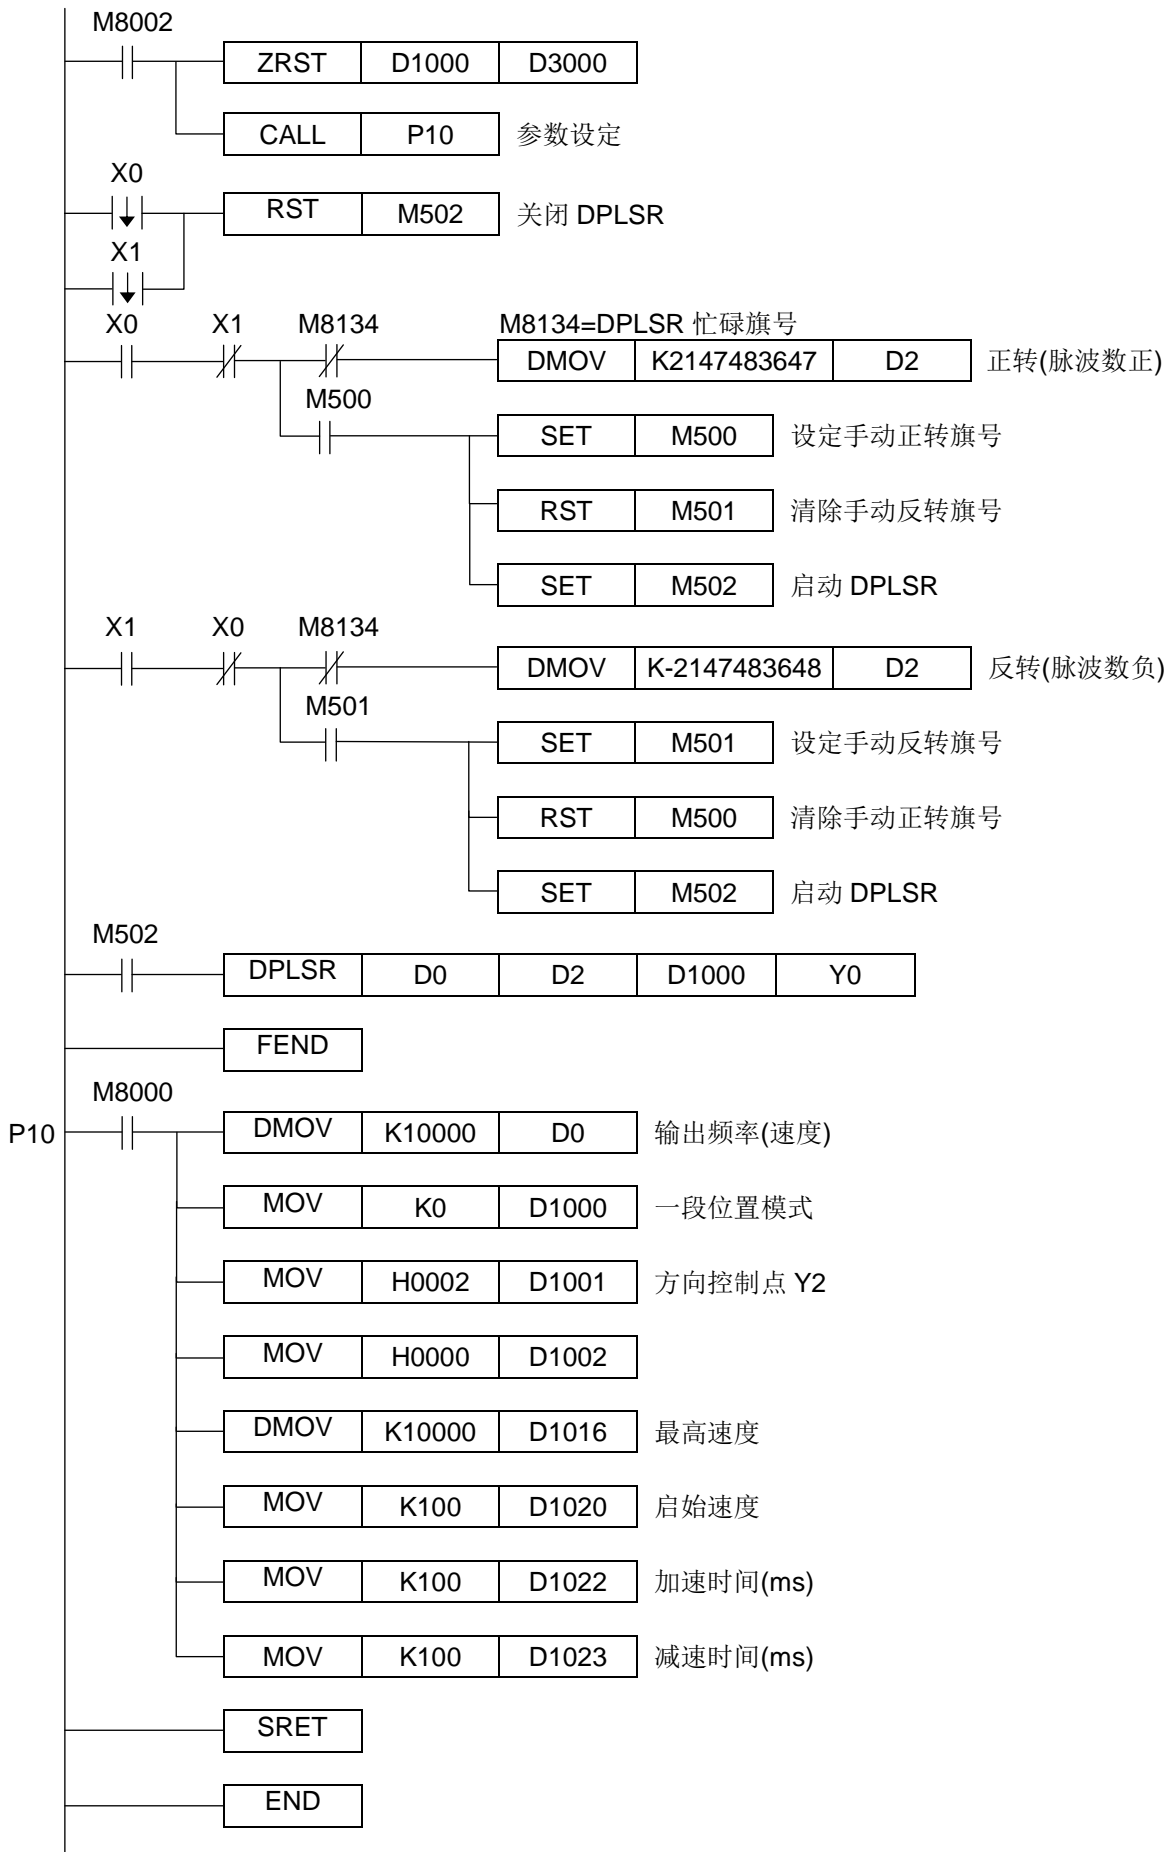 M8002
ZRST D1000 D3000
CALL P10 参数设定
X0
RST M502 关闭 DPLSR
X1
X0 X1 M8134 M8134=DPLSR 忙碌旗号
DMOV K2147483647 D2 正转(脉波数正)
M500
SET M500 设定手动正转旗号
RST M501 清除手动反转旗号
SET M502 启动 DPLSR
X1 X0 M8134
DMOV K-2147483648 D2 反转(脉波数负)
M501
SET M501 设定手动反转旗号
RST M500 清除手动正转旗号
SET M502 启动 DPLSR
M502
DPLSR D0 D2 D1000 Y0
FEND
M8000
P10 DMOV K10000 D0 输出频率(速度)
MOV K0 D1000 一段位置模式
MOV H0002 D1001 方向控制点 Y2
MOV H0000 D1002
DMOV K10000 D1016 最高速度
MOV K100 D1020 启始速度
MOV K100 D1022 加速时间(ms)
MOV K100 D1023 减速时间(ms)
SRET
END